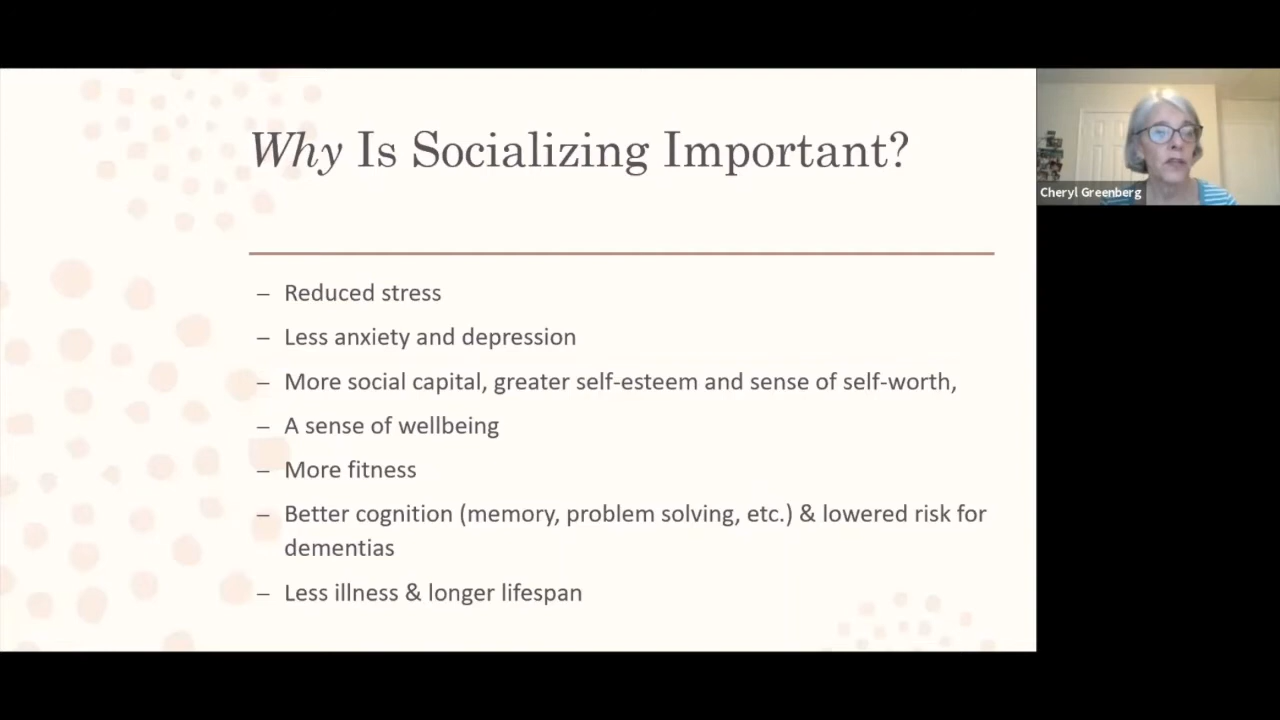 Why Is Socializing Important?
– Reduced stress
– Less anxiety and depression
– More social capital, greater self-esteem and sense of self-worth,
– A sense of wellbeing
– More fitness
– Better cognition (memory, problem solving, etc.) & lowered risk for
dementias
– Less illness & longer lifespan
Cheryl Greenberg